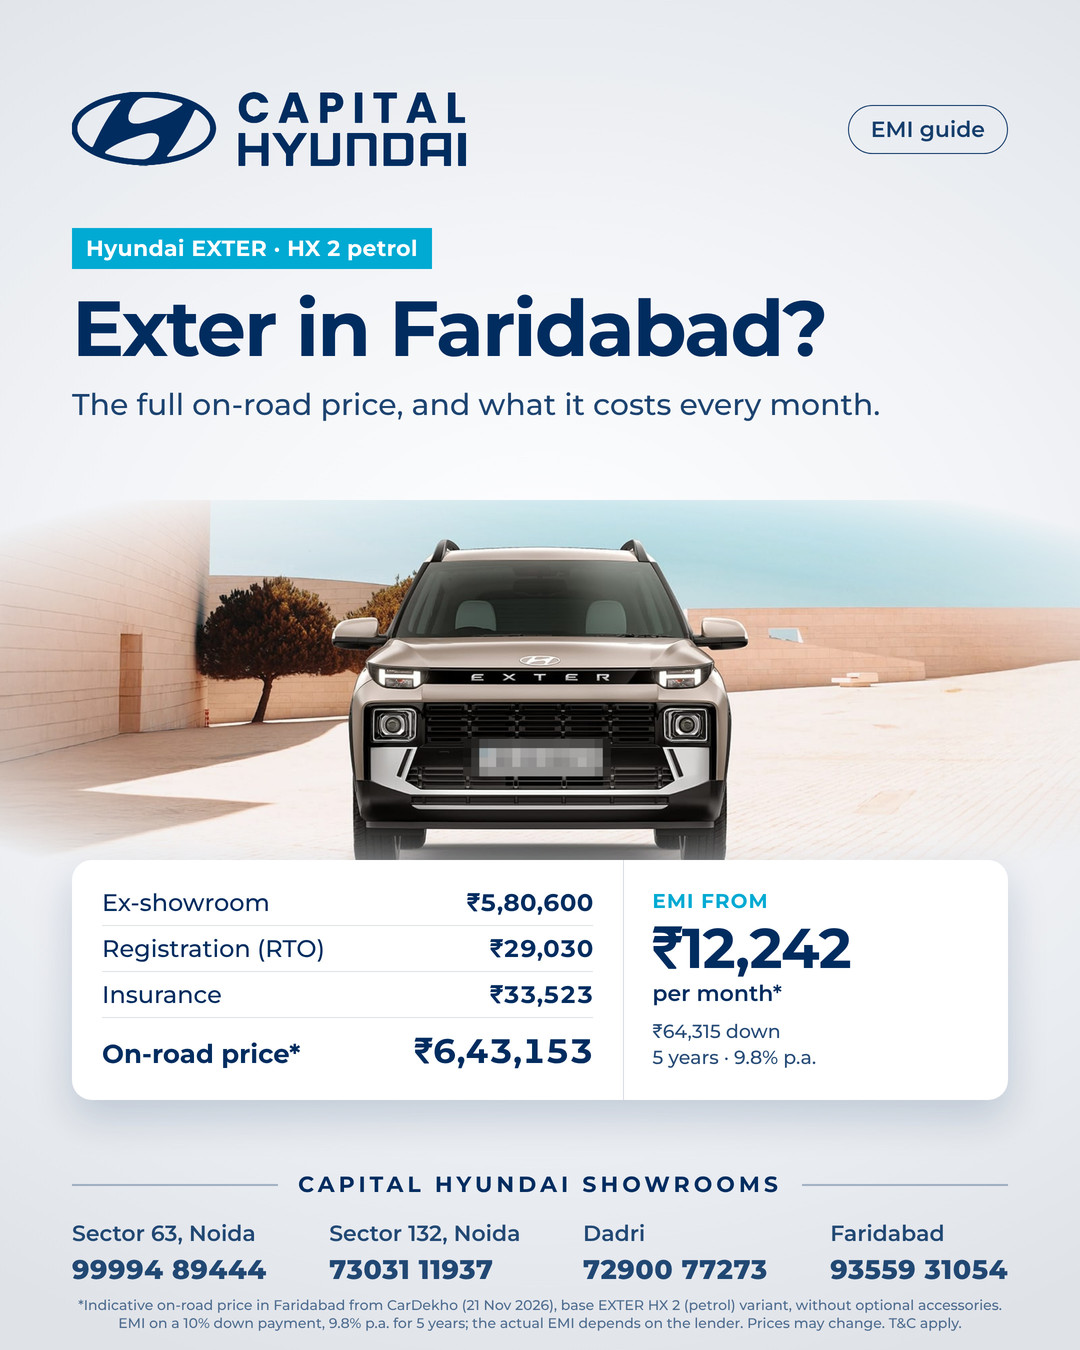 CAPITAL
HYUNDAI
EMI guide
Hyundai EXTER · HX 2 petrol
Exter in Faridabad?
The full on-road price, and what it costs every month.
EXTER
Ex-showroom ₹5,80,600
Registration (RTO) ₹29,030
Insurance ₹33,523
On-road price* ₹6,43,153
EMI FROM
₹12,242
per month*
₹64,315 down
5 years · 9.8% p.a.
CAPITAL HYUNDAI SHOWROOMS
Sector 63, Noida
99994 89444
Sector 132, Noida
73031 11937
Dadri
72900 77273
Faridabad
93559 31054
*Indicative on-road price in Faridabad from CarDekho (21 Nov 2026), base EXTER HX 2 (petrol) variant, without optional accessories.
EMI on a 10% down payment, 9.8% p.a. for 5 years; the actual EMI depends on the lender. Prices may change. T&C apply.